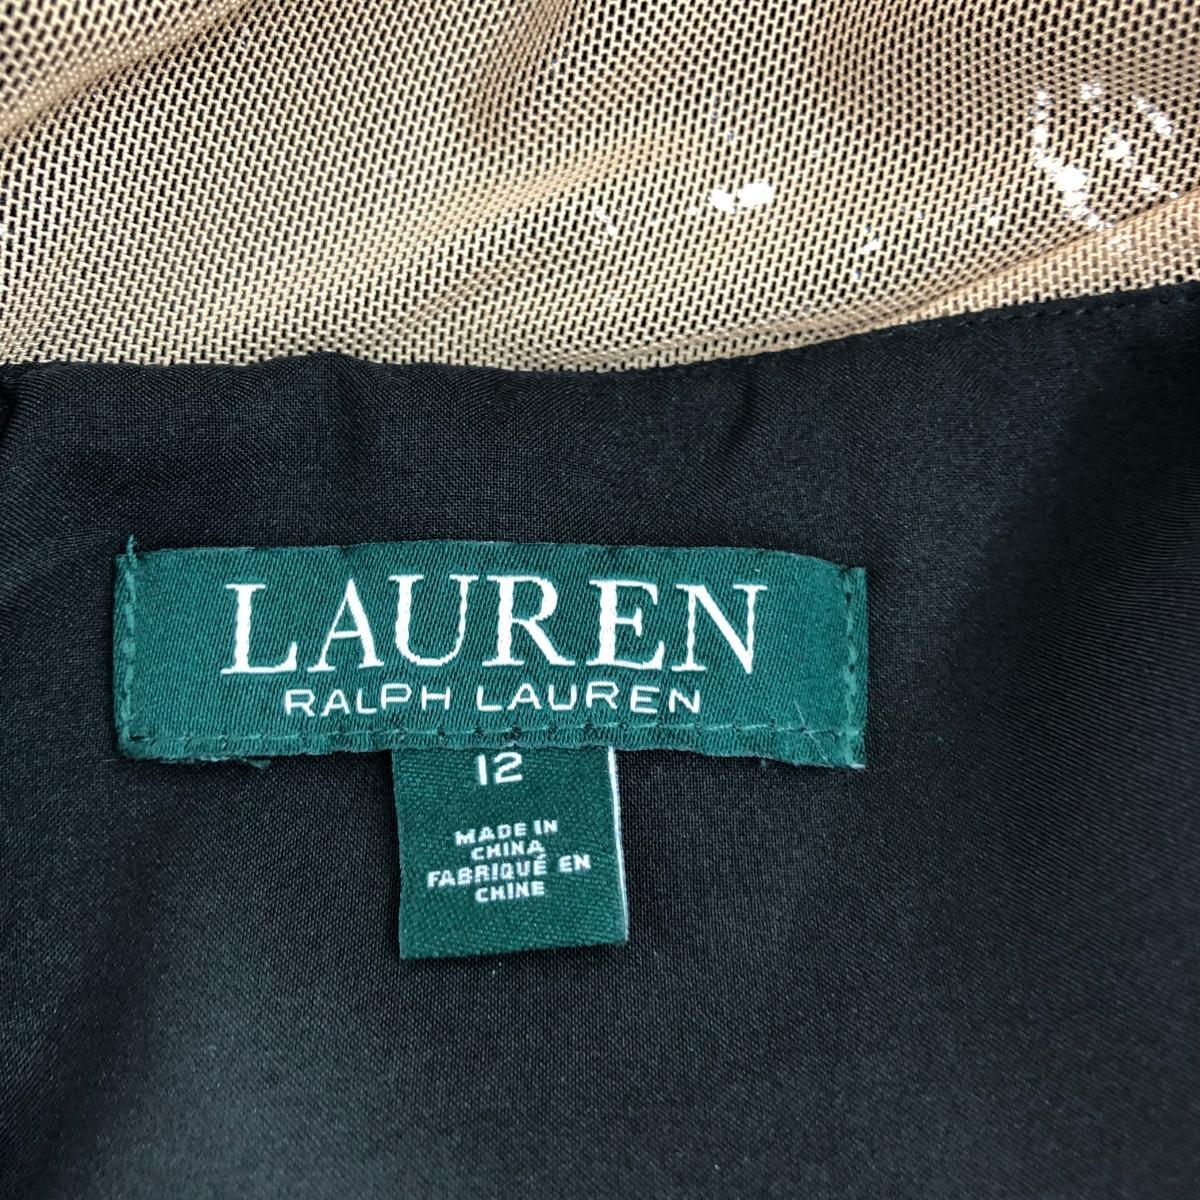 LAUREN
RALPH LAUREN
12
MADE IN
CHINA
FABRIQUÉ EN
CHINE